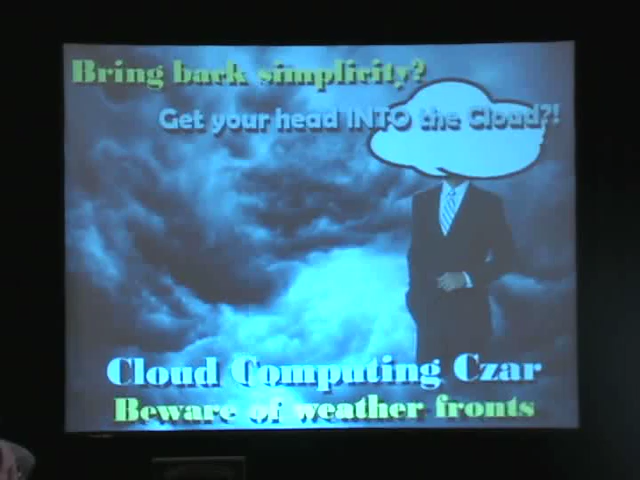 Bring back simplicity?
Get your head INTO the Cloud?!
Cloud Computing Czar
Beware of weather fronts